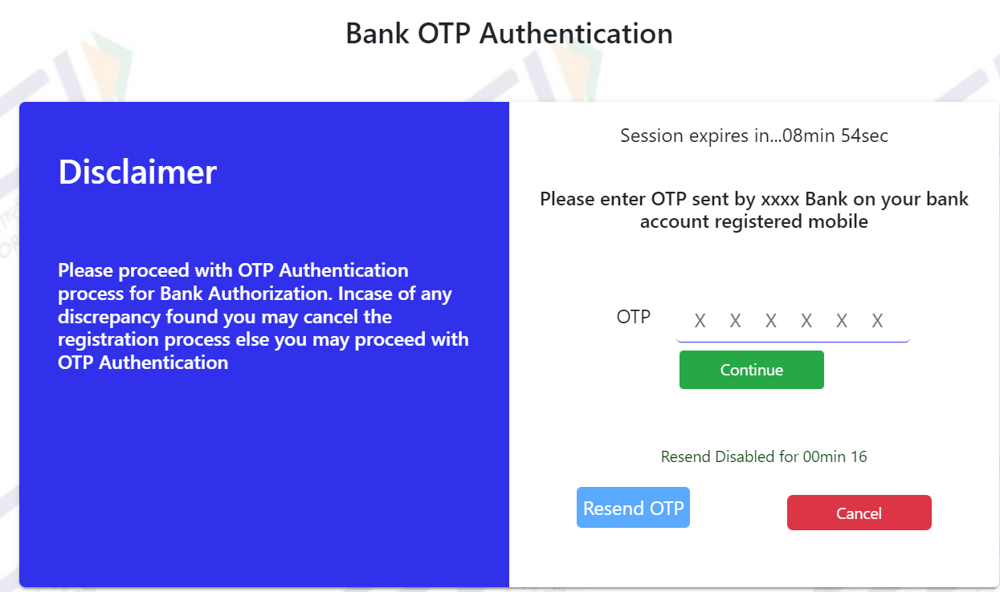 Bank OTP Authentication
Disclaimer
Please proceed with OTP Authentication
process for Bank Authorization. Incase of any
discrepancy found you may cancel the
registration process else you may proceed with
OTP Authentication
Session expires in...08min 54sec
Please enter OTP sent by xxxx Bank on your bank
account registered mobile
OTP X X X X X X
Continue
Resend Disabled for 00min 16
Resend OTP Cancel